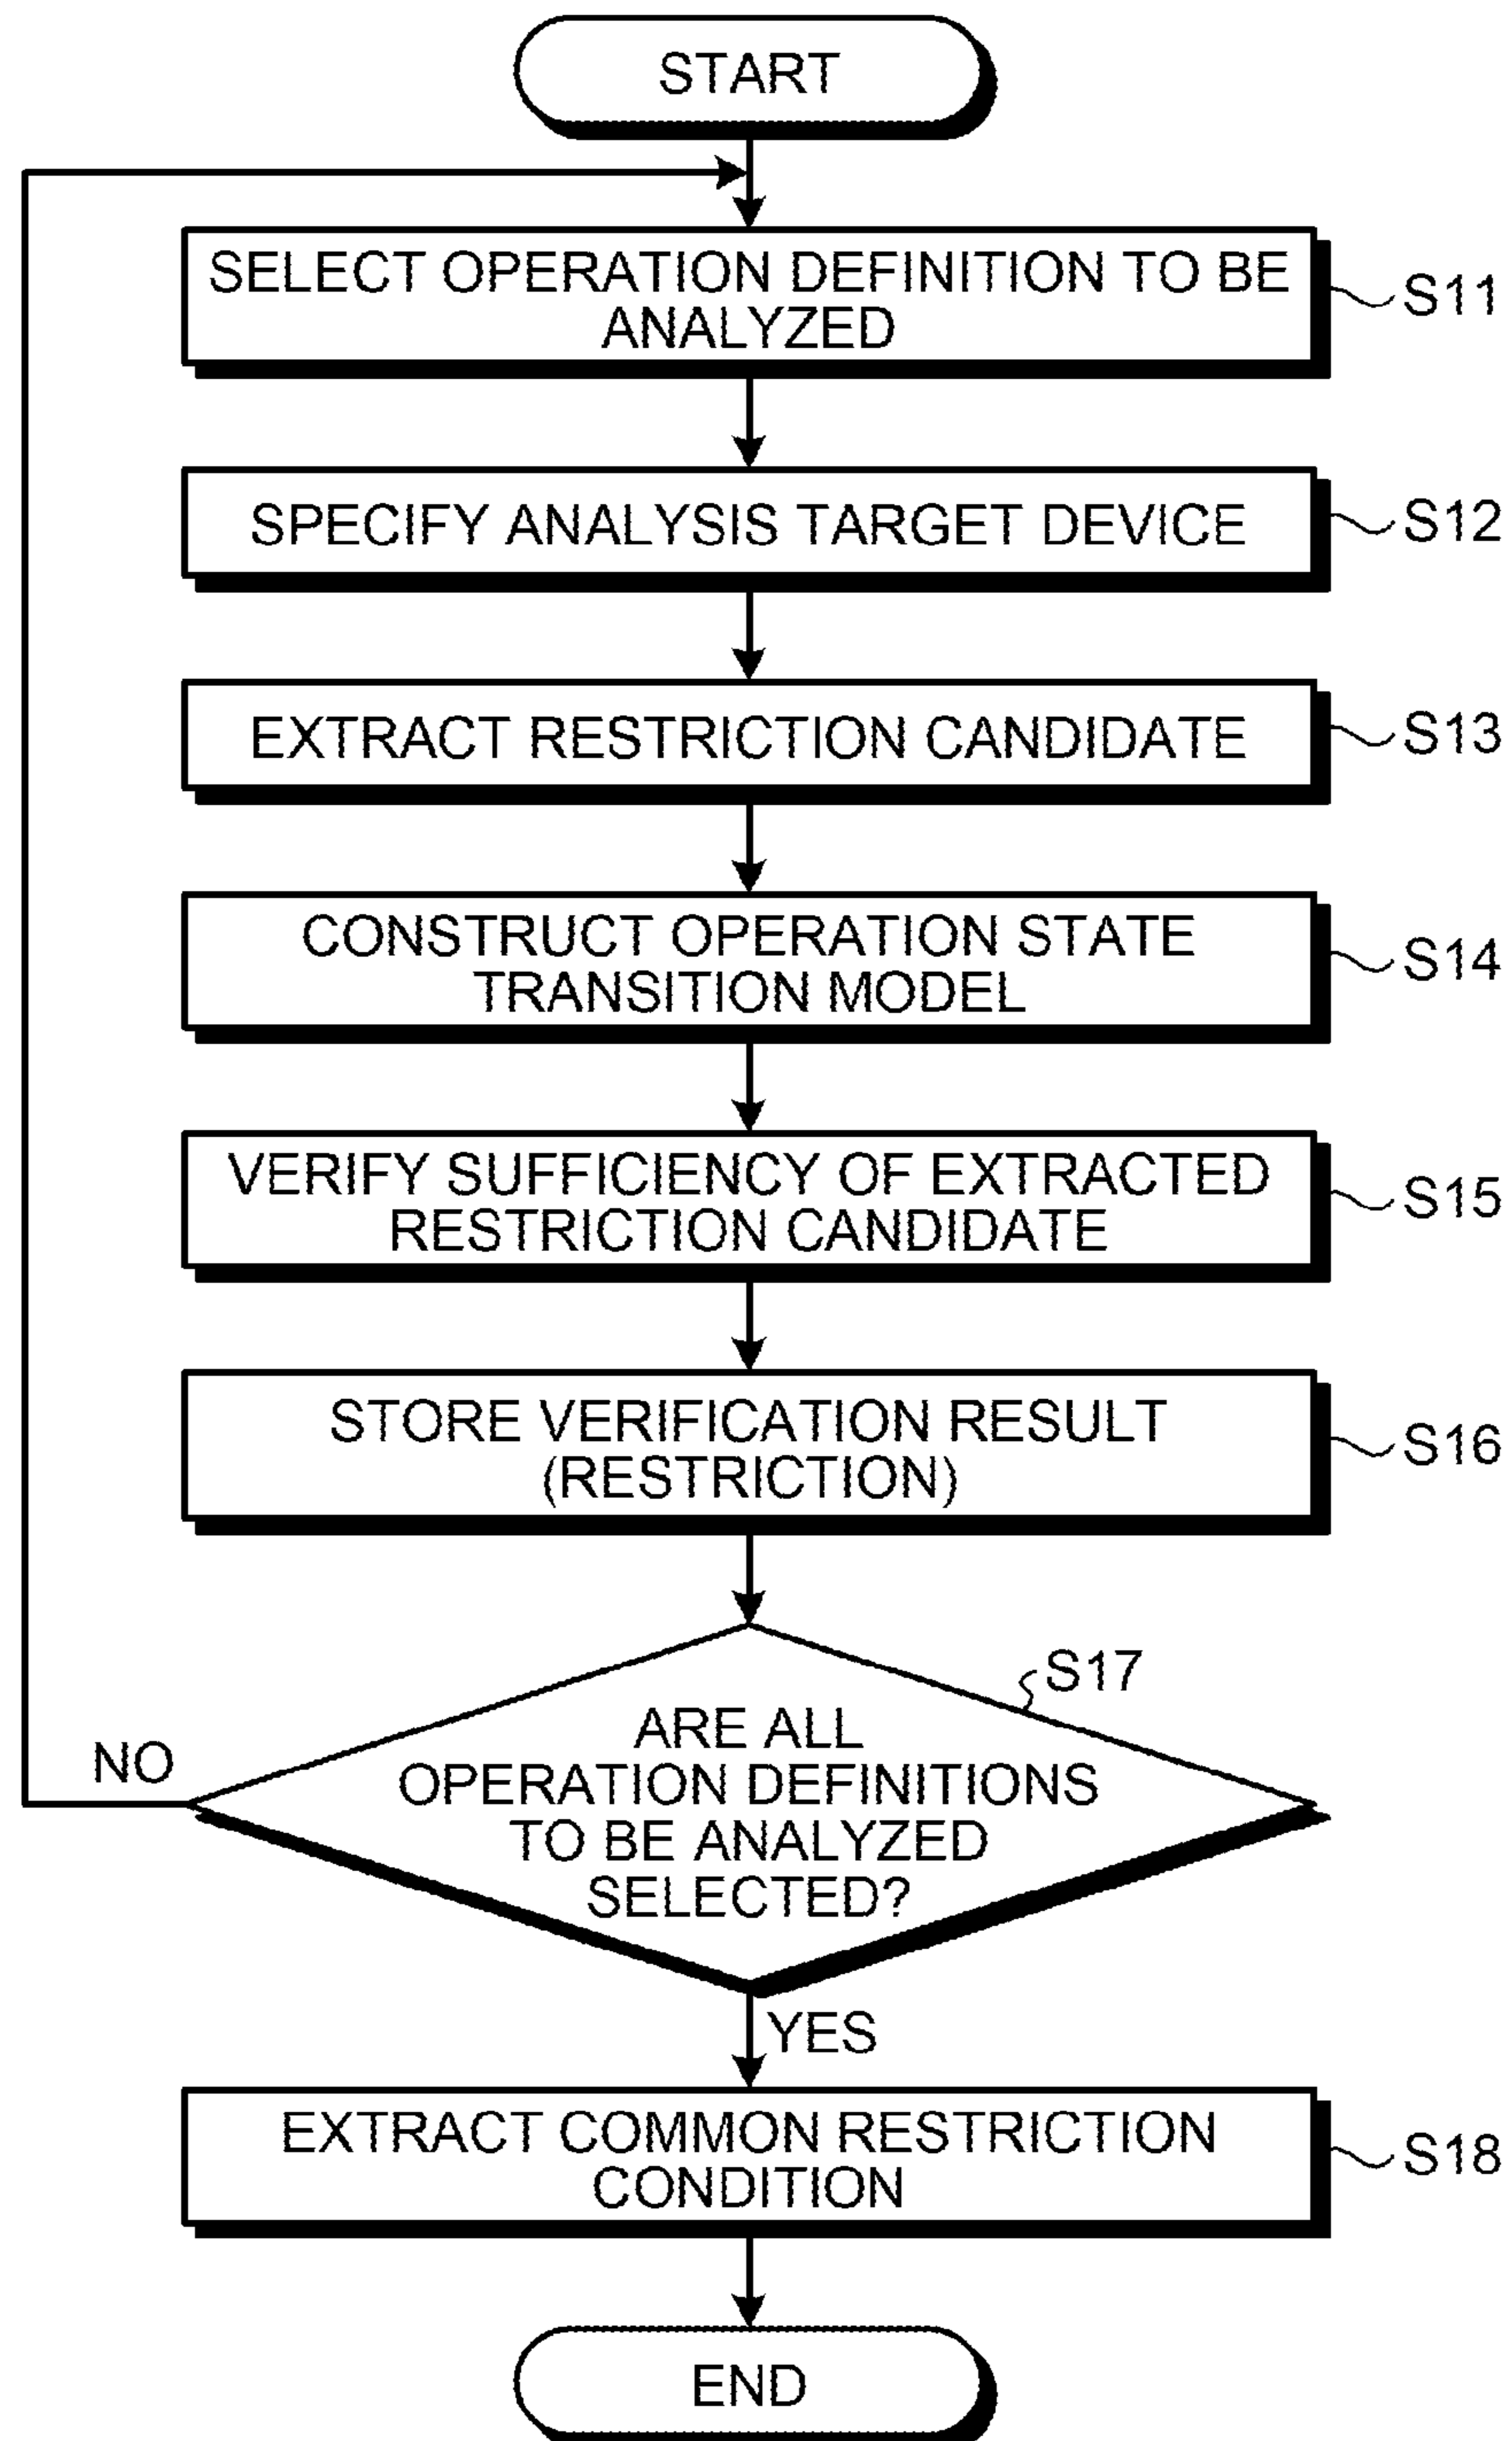 START
SELECT OPERATION DEFINITION TO BE
ANALYZED
S11
SPECIFY ANALYSIS TARGET DEVICE
S12
EXTRACT RESTRICTION CANDIDATE
S13
CONSTRUCT OPERATION STATE
TRANSITION MODEL
S14
VERIFY SUFFICIENCY OF EXTRACTED
RESTRICTION CANDIDATE
S15
STORE VERIFICATION RESULT
(RESTRICTION)
S16
S17
ARE ALL
OPERATION DEFINITIONS
TO BE ANALYZED
SELECTED?
NO
YES
EXTRACT COMMON RESTRICTION
CONDITION
S18
END